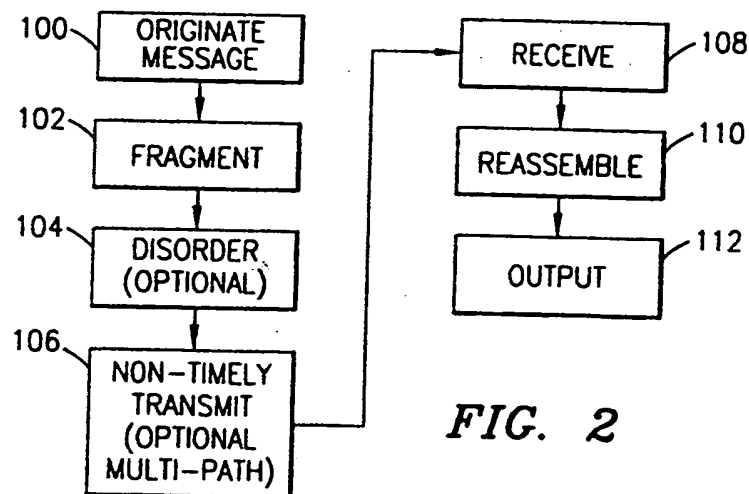 100
ORIGINATE
MESSAGE
102
FRAGMENT
104
DISORDER
(OPTIONAL)
106
NON-TIMELY
TRANSMIT
(OPTIONAL
MULTI-PATH)
RECEIVE
108
REASSEMBLE
110
OUTPUT
112
FIG. 2